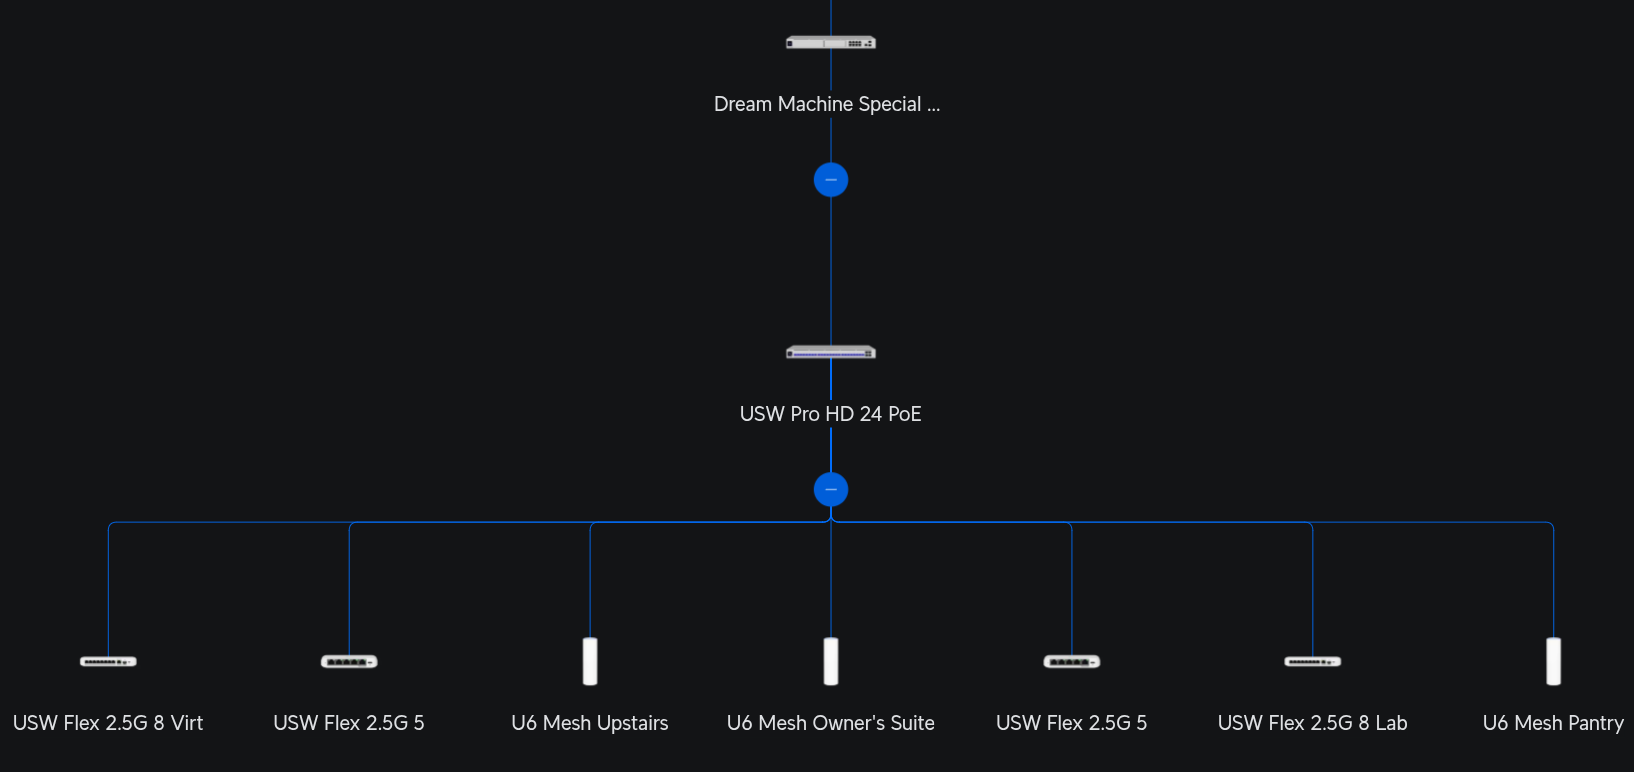 Dream Machine Special ...
USW Pro HD 24 PoE
USW Flex 2.5G 8 Virt
USW Flex 2.5G 5
U6 Mesh Upstairs
U6 Mesh Owner's Suite
USW Flex 2.5G 5
USW Flex 2.5G 8 Lab
U6 Mesh Pantry